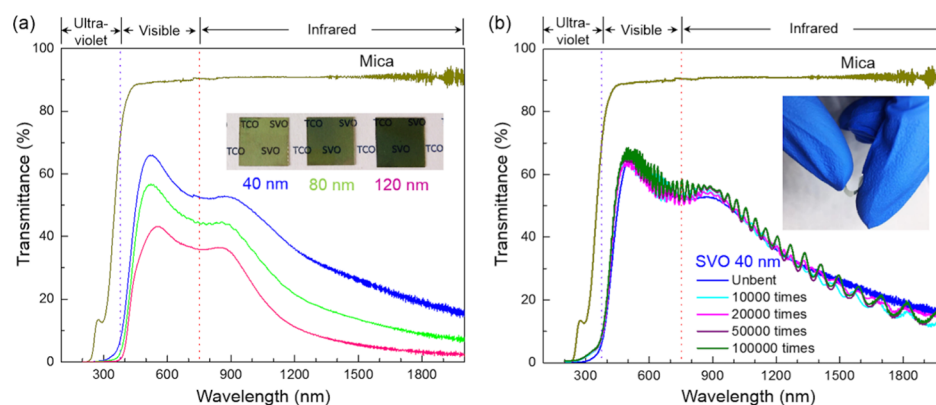 (a)
Ultra-
violet
Visible
Infrared
Mica
TCO SVO TCO SVO TCO SVO
TCO SVO TCO SVO TCO SVO TCO
40 nm 80 nm 120 nm
Transmittance (%)
100
80
60
40
20
0
300 600 900 1200 1500 1800
Wavelength (nm)
(b)
Ultra-
violet
Visible
Infrared
Mica
SVO 40 nm
Unbent
10000 times
20000 times
50000 times
100000 times
Transmittance (%)
100
80
60
40
20
0
300 600 900 1200 1500 1800
Wavelength (nm)